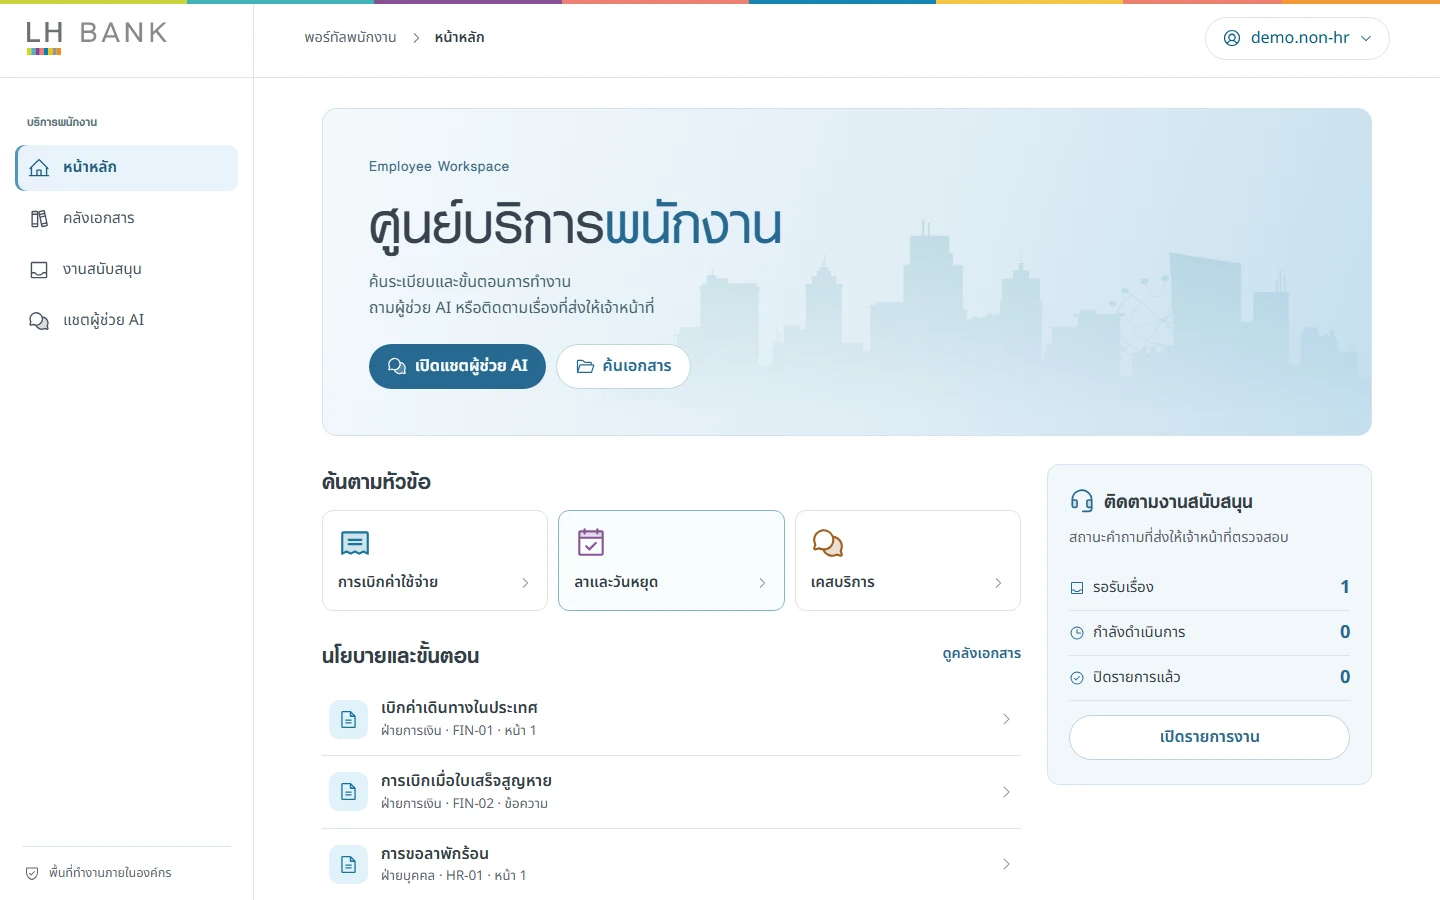 LH BANK
พอร์ทัลพนักงาน
หน้าหลัก
demo.non-hr
บริการพนักงาน
หน้าหลัก
คลังเอกสาร
งานสนับสนุน
แชตผู้ช่วย AI
พื้นที่ทำงานภายในองค์กร
Employee Workspace
ศูนย์บริการพนักงาน
ค้นระเบียบและขั้นตอนการทำงาน
ถามผู้ช่วย AI หรือติดตามเรื่องที่ส่งให้เจ้าหน้าที่
เปิดแชตผู้ช่วย AI
ค้นเอกสาร
ค้นตามหัวข้อ
การเบิกค่าใช้จ่าย
ลาและวันหยุด
เคสบริการ
นโยบายและขั้นตอน
ดูคลังเอกสาร
เบิกค่าเดินทางในประเทศ
ฝ่ายการเงิน · FIN-01 · หน้า 1
การเบิกเมื่อใบเสร็จสูญหาย
ฝ่ายการเงิน · FIN-02 · ข้อความ
การขอลาพักร้อน
ฝ่ายบุคคล · HR-01 · หน้า 1
ติดตามงานสนับสนุน
สถานะคำถามที่ส่งให้เจ้าหน้าที่ตรวจสอบ
รอรับเรื่อง 1
กำลังดำเนินการ 0
ปิดรายการแล้ว 0
เปิดรายการงาน